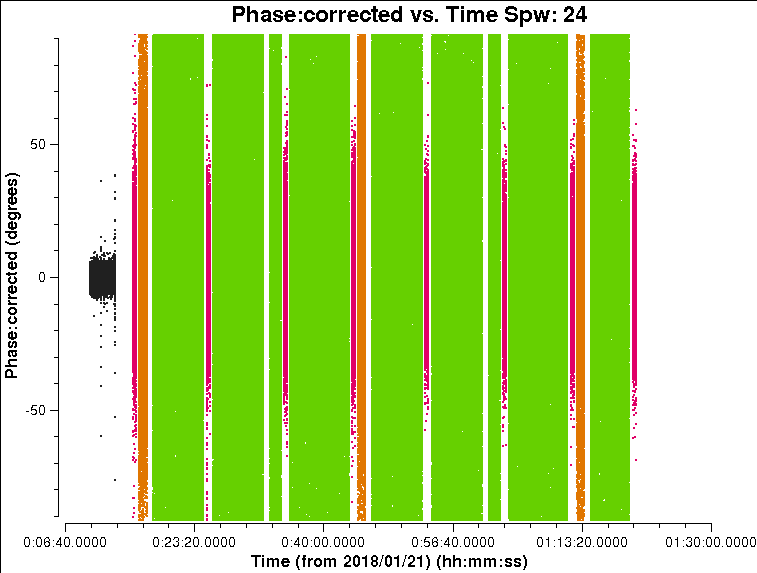 Phase:corrected vs. Time Spw: 24
Phase:corrected (degrees)
50
0
-50
0:06:40.0000 0:23:20.0000 0:40:00.0000 0:56:40.0000 01:13:20.0000 01:30:00.0000
Time (from 2018/01/21) (hh:mm:ss)